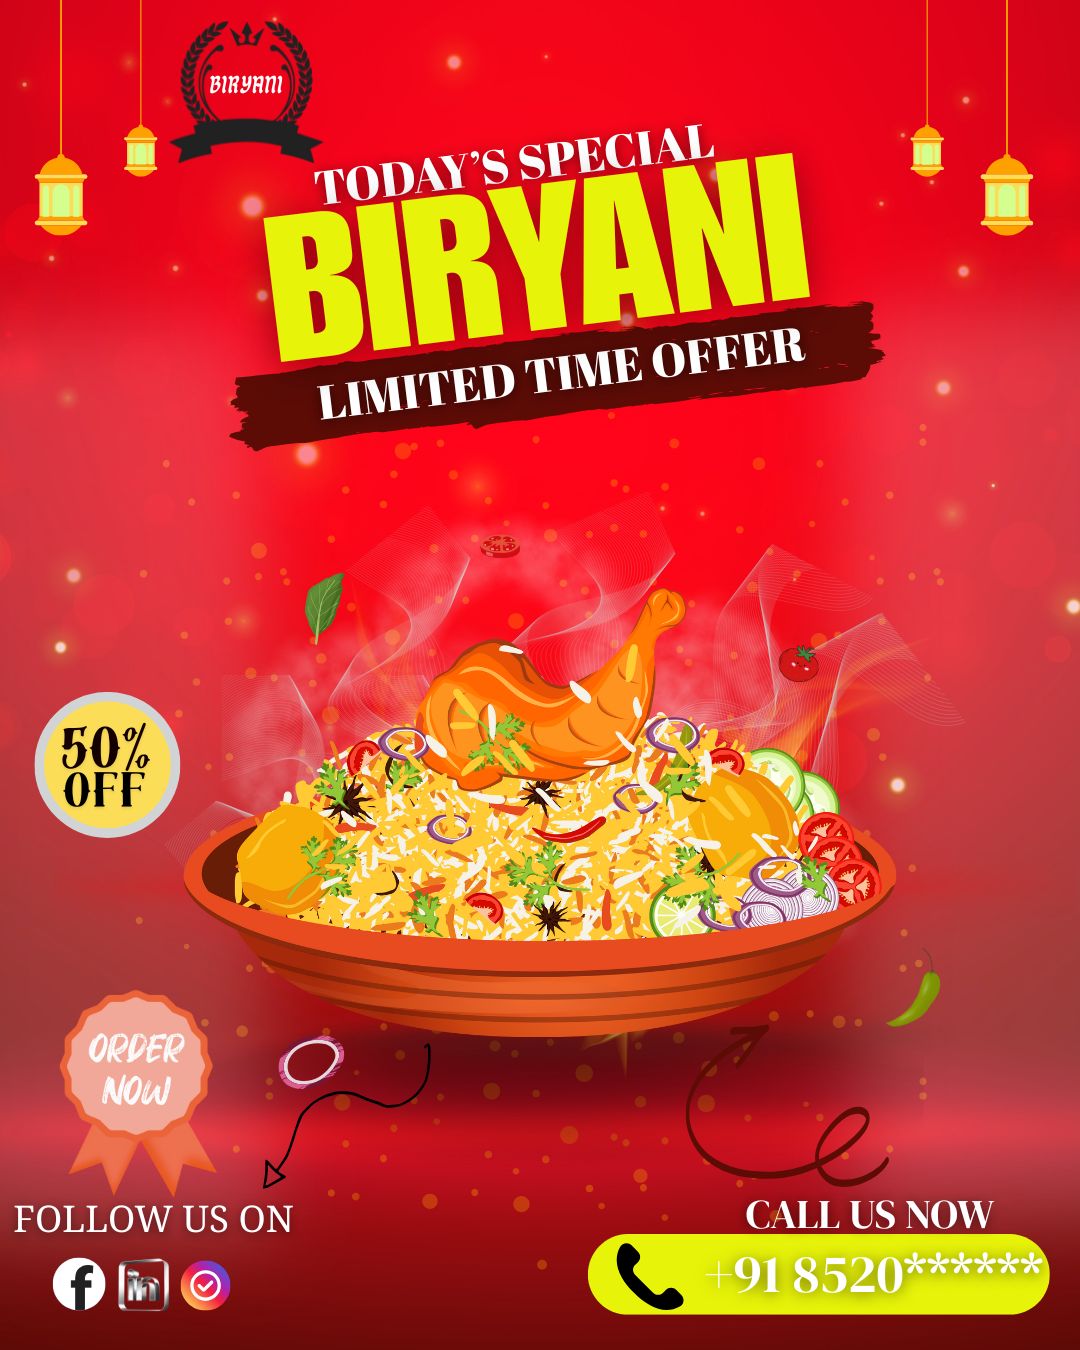 BIRYANI
TODAY'S SPECIAL
BIRYANI
LIMITED TIME OFFER
50%
OFF
ORDER
NOW
FOLLOW US ON
f in
CALL US NOW
+91 8520******